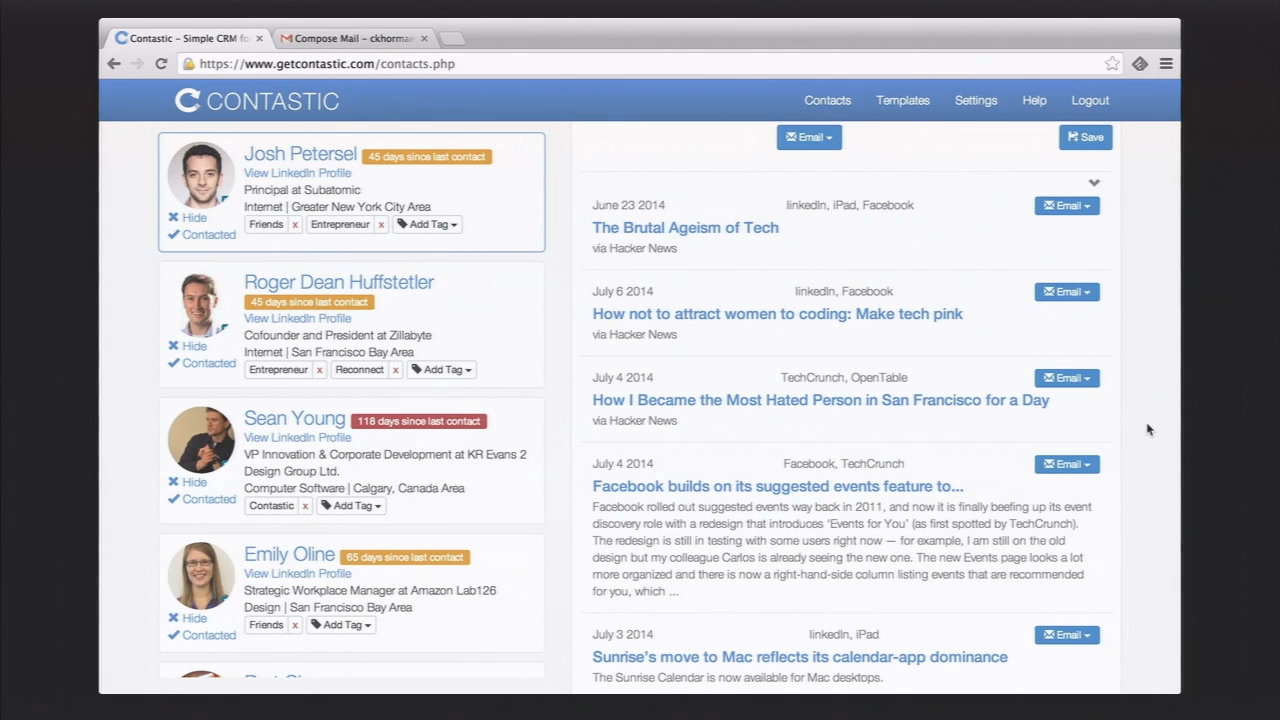 Contastic – Simple CRM fo
Compose Mail – ckhorma
https://www.getcontastic.com/contacts.php
CONTASTIC
Contacts
Templates
Settings
Help
Logout
Josh Petersel 45 days since last contact
View LinkedIn Profile
Principal at Subatomic
Internet | Greater New York City Area
Hide
Friends x Entrepreneur x Add Tag
Contacted
Roger Dean Huffstetler
45 days since last contact
View LinkedIn Profile
Cofounder and President at Zillabyte
Hide
Internet | San Francisco Bay Area
Contacted
Entrepreneur x Reconnect x Add Tag
Sean Young 118 days since last contact
View LinkedIn Profile
VP Innovation & Corporate Development at KR Evans 2
Design Group Ltd.
Hide
Computer Software | Calgary, Canada Area
Contacted
Contastic x Add Tag
Emily Oline 65 days since last contact
View LinkedIn Profile
Strategic Workplace Manager at Amazon Lab126
Design | San Francisco Bay Area
Hide
Friends x Add Tag
Contacted
Email
Save
June 23 2014 linkedIn, iPad, Facebook Email
The Brutal Ageism of Tech
via Hacker News
July 6 2014 linkedIn, Facebook Email
How not to attract women to coding: Make tech pink
via Hacker News
July 4 2014 TechCrunch, OpenTable Email
How I Became the Most Hated Person in San Francisco for a Day
via Hacker News
July 4 2014 Facebook, TechCrunch Email
Facebook builds on its suggested events feature to...
Facebook rolled out suggested events way back in 2011, and now it is finally beefing up its event
discovery role with a redesign that introduces ‘Events for You’ (as first spotted by TechCrunch).
The redesign is still in testing with some users right now — for example, I am still on the old
design but my colleague Carlos is already seeing the new one. The new Events page looks a lot
more organized and there is now a right-hand-side column listing events that are recommended
for you, which ...
July 3 2014 linkedIn, iPad Email
Sunrise’s move to Mac reflects its calendar-app dominance
The Sunrise Calendar is now available for Mac desktops.